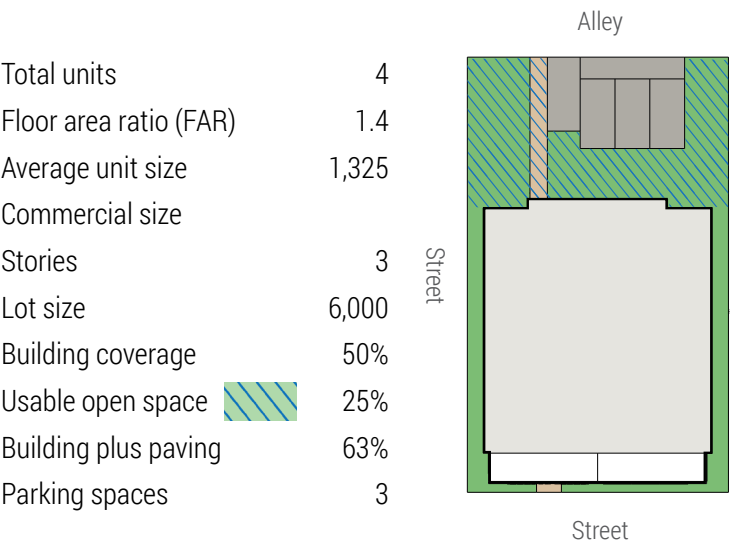 Alley
Total units 4
Floor area ratio (FAR) 1.4
Average unit size 1,325
Commercial size
Stories 3
Street
Lot size 6,000
Building coverage 50%
Usable open space 25%
Building plus paving 63%
Parking spaces 3
Street